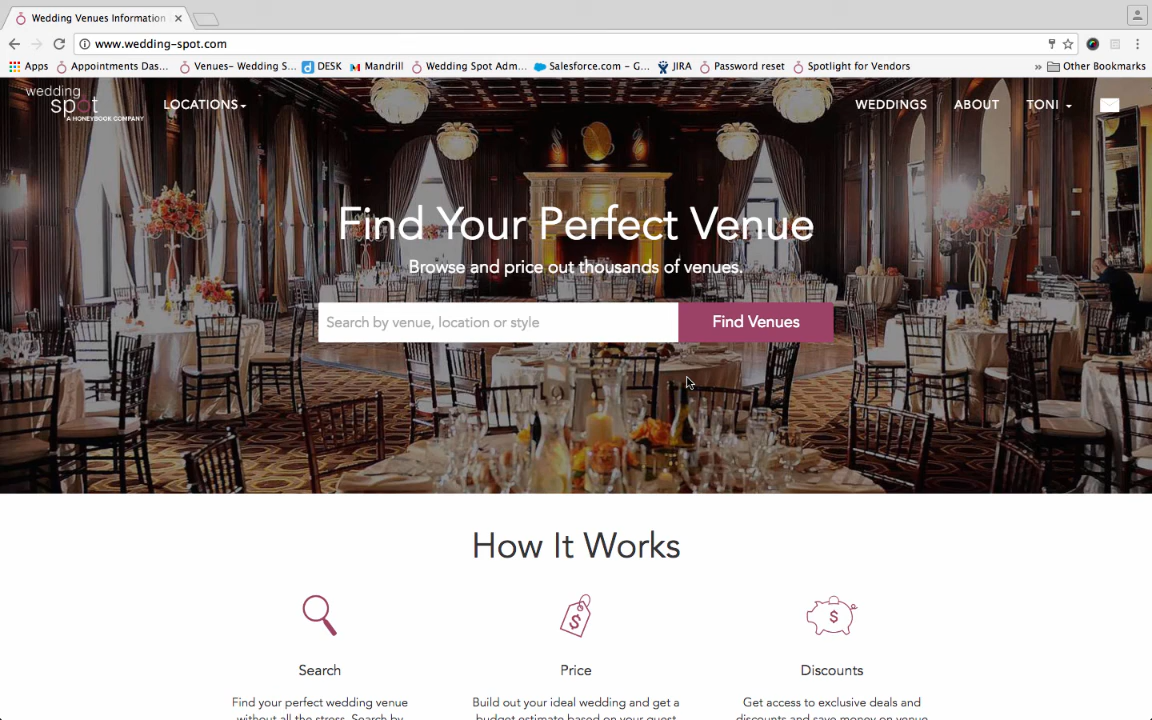 Wedding Venues Information
www.wedding-spot.com
Apps Appointments Das... Venues- Wedding S... DESK Mandrill Wedding Spot Adm... Salesforce.com - G... JIRA Password reset Spotlight for Vendors » Other Bookmarks
wedding
spot
A HONEYBOOK COMPANY
LOCATIONS WEDDINGS ABOUT TONI
Find Your Perfect Venue
Browse and price out thousands of venues.
Search by venue, location or style Find Venues
How It Works
Search Price Discounts
Find your perfect wedding venue Build out your ideal wedding and get a Get access to exclusive deals and
without all the stress. Search by budget estimate based on your guest discounts and save money on venue